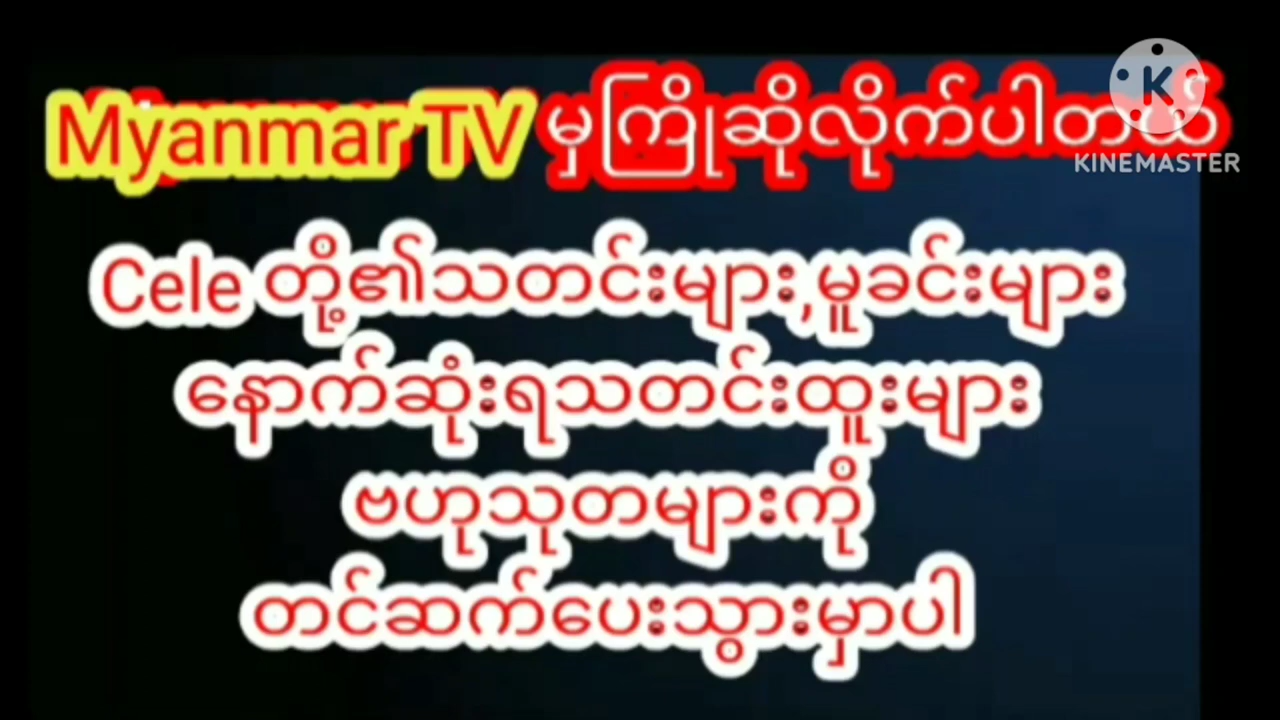 Myanmar TV မှကြိုဆိုလိုက်ပါတယ်
KINEMASTER
Cele တို့၏သတင်းများ,မူခင်းများ
နောက်ဆုံးရသတင်းထူးများ
ဗဟုသုတများကို
တင်ဆက်ပေးသွားမှာပါ